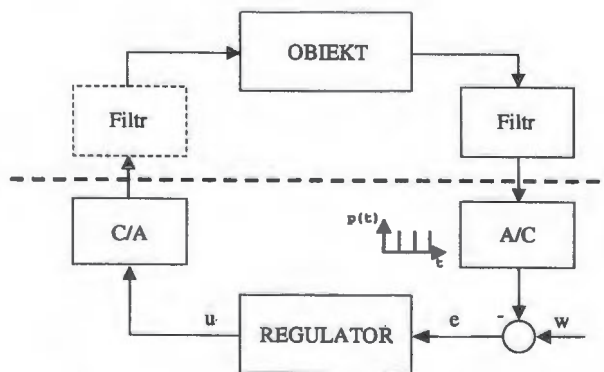 OBIEKT
Filtr
Filtr
C/A
p(t)
t
A/C
u
REGULATOR
e
-
w